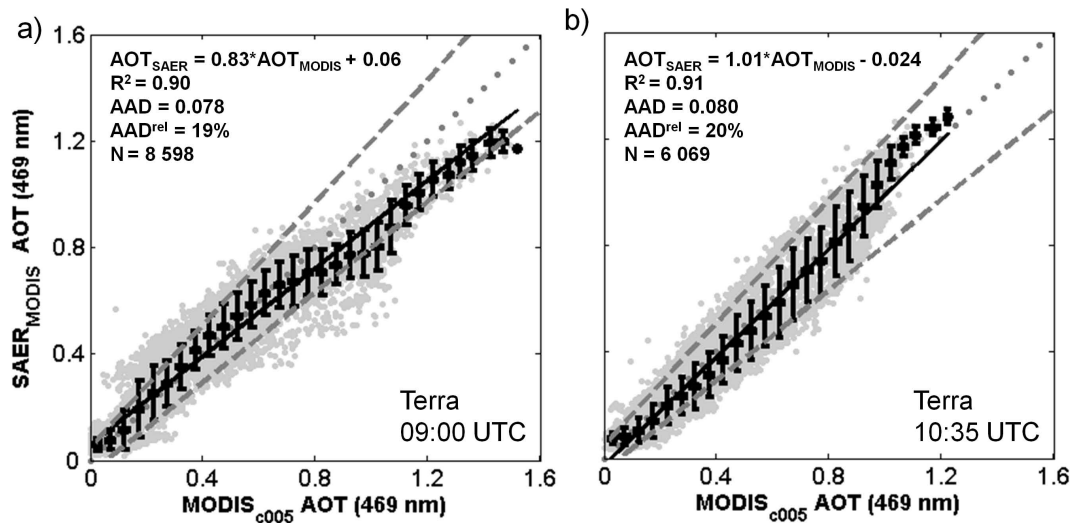 a)
1.6
1.2
0.8
0.4
0
SAER_MODIS AOT (469 nm)
AOT_SAER = 0.83*AOT_MODIS + 0.06
R² = 0.90
AAD = 0.078
AAD^rel = 19%
N = 8 598
Terra
09:00 UTC
0 0.4 0.8 1.2 1.6
MODIS_c005 AOT (469 nm)
b)
AOT_SAER = 1.01*AOT_MODIS - 0.024
R² = 0.91
AAD = 0.080
AAD^rel = 20%
N = 6 069
Terra
10:35 UTC
0 0.4 0.8 1.2 1.6
MODIS_c005 AOT (469 nm)